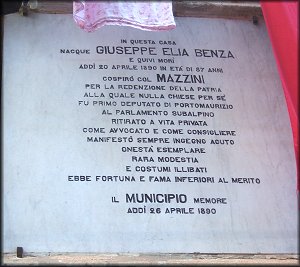 IN QUESTA CASA
NACQUE GIUSEPPE ELIA BENZA
E QUIVI MORÌ
ADDÌ 20 APRILE 1890 IN ETÀ DI 87 ANNI
COSPIRÒ COL MAZZINI
PER LA REDENZIONE DELLA PATRIA
ALLA QUALE NULLA CHIESE PER SÉ
FU PRIMO DEPUTATO DI PORTOMAURIZIO
AL PARLAMENTO SUBALPINO
RITIRATO A VITA PRIVATA
COME AVVOCATO E COME CONSIGLIERE
MANIFESTÒ SEMPRE INGEGNO ACUTO
ONESTÀ ESEMPLARE
RARA MODESTIA
E COSTUMI ILLIBATI
EBBE FORTUNA E FAMA INFERIORI AL MERITO
IL MUNICIPIO MEMORE
ADDÌ 26 APRILE 1890